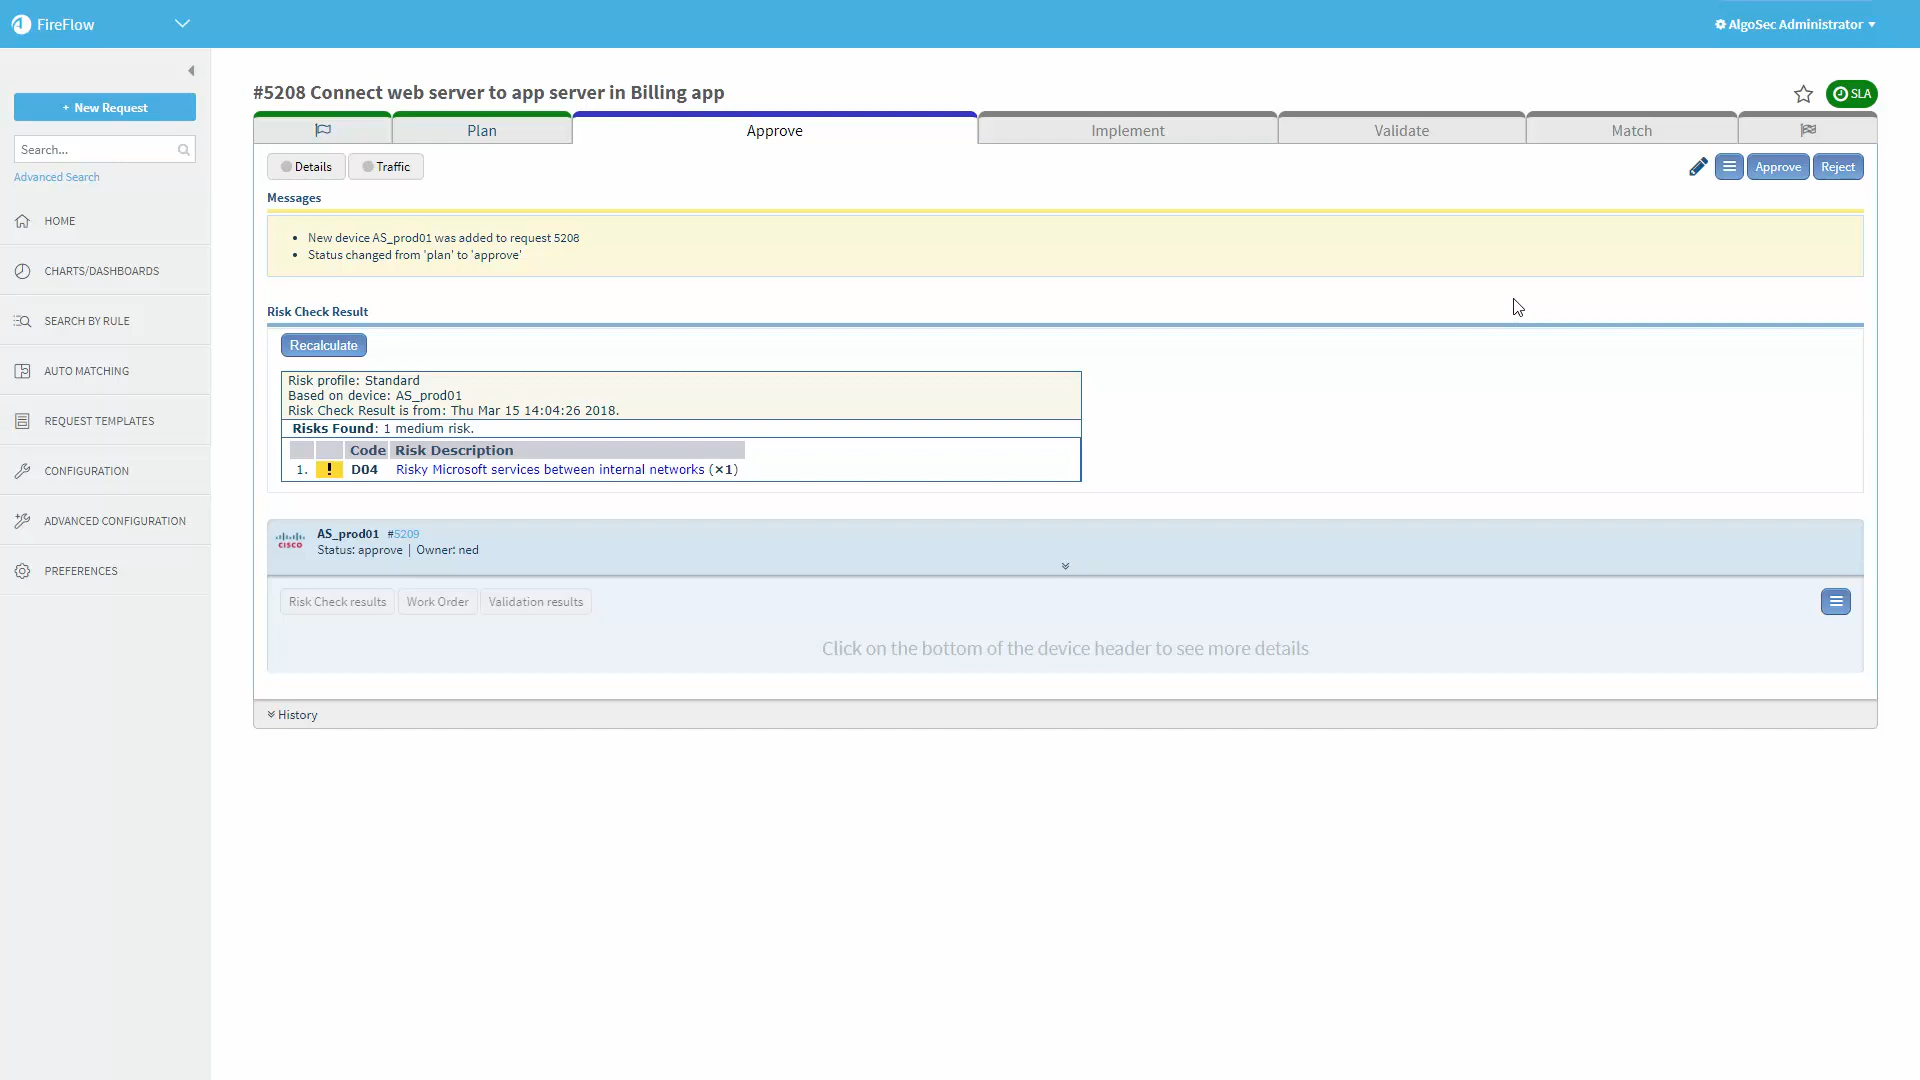 FireFlow
AlgoSec Administrator
+ New Request
Search...
Advanced Search
HOME
CHARTS/DASHBOARDS
SEARCH BY RULE
AUTO MATCHING
REQUEST TEMPLATES
CONFIGURATION
ADVANCED CONFIGURATION
PREFERENCES
#5208 Connect web server to app server in Billing app
SLA
Plan
Approve
Implement
Validate
Match
Details
Traffic
Approve
Reject
Messages
• New device AS_prod01 was added to request 5208
• Status changed from 'plan' to 'approve'
Risk Check Result
Recalculate
Risk profile: Standard
Based on device: AS_prod01
Risk Check Result is from: Thu Mar 15 14:04:26 2018.
Risks Found: 1 medium risk.
Code Risk Description
1. ! D04 Risky Microsoft services between internal networks (×1)
CISCO
AS_prod01 #5209
Status: approve | Owner: ned
Risk Check results
Work Order
Validation results
Click on the bottom of the device header to see more details
History